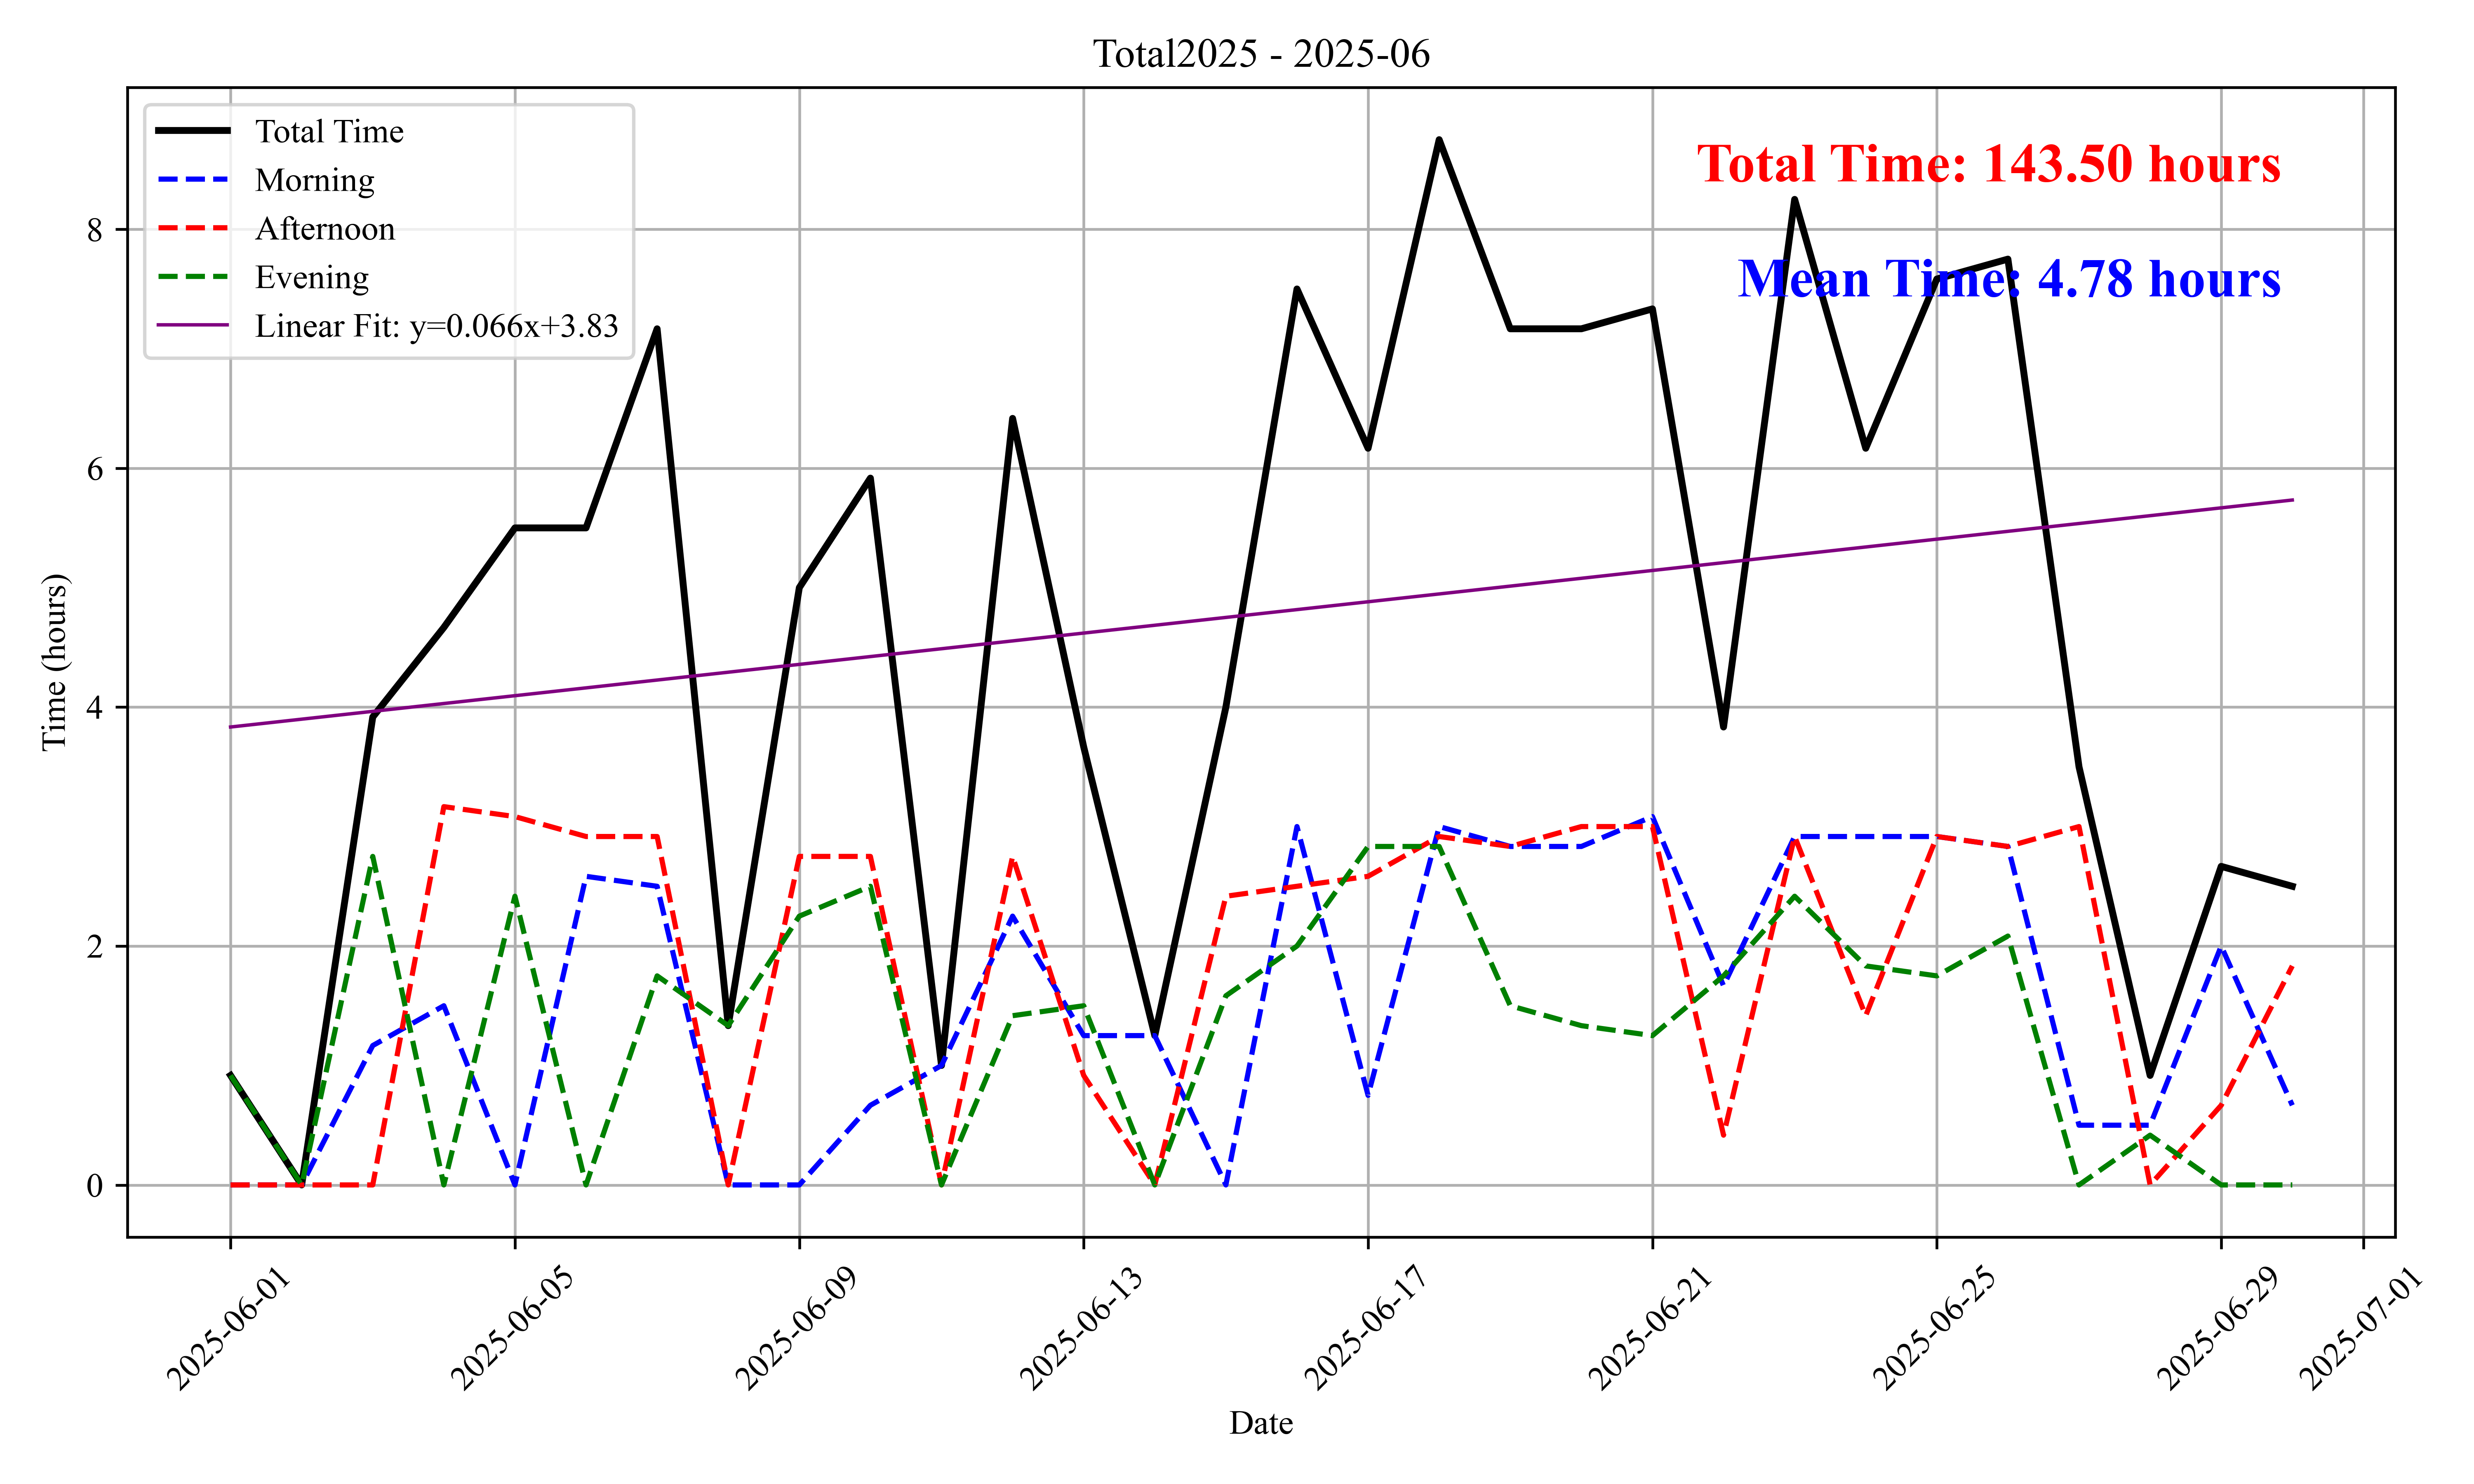 Total2025 - 2025-06
Total Time
Morning
Afternoon
Evening
Linear Fit: y=0.066x+3.83
Total Time: 143.50 hours
Mean Time: 4.78 hours
Time (hours)
8
6
4
2
0
2025-06-01
2025-06-05
2025-06-09
2025-06-13
2025-06-17
2025-06-21
2025-06-25
2025-06-29
2025-07-01
Date